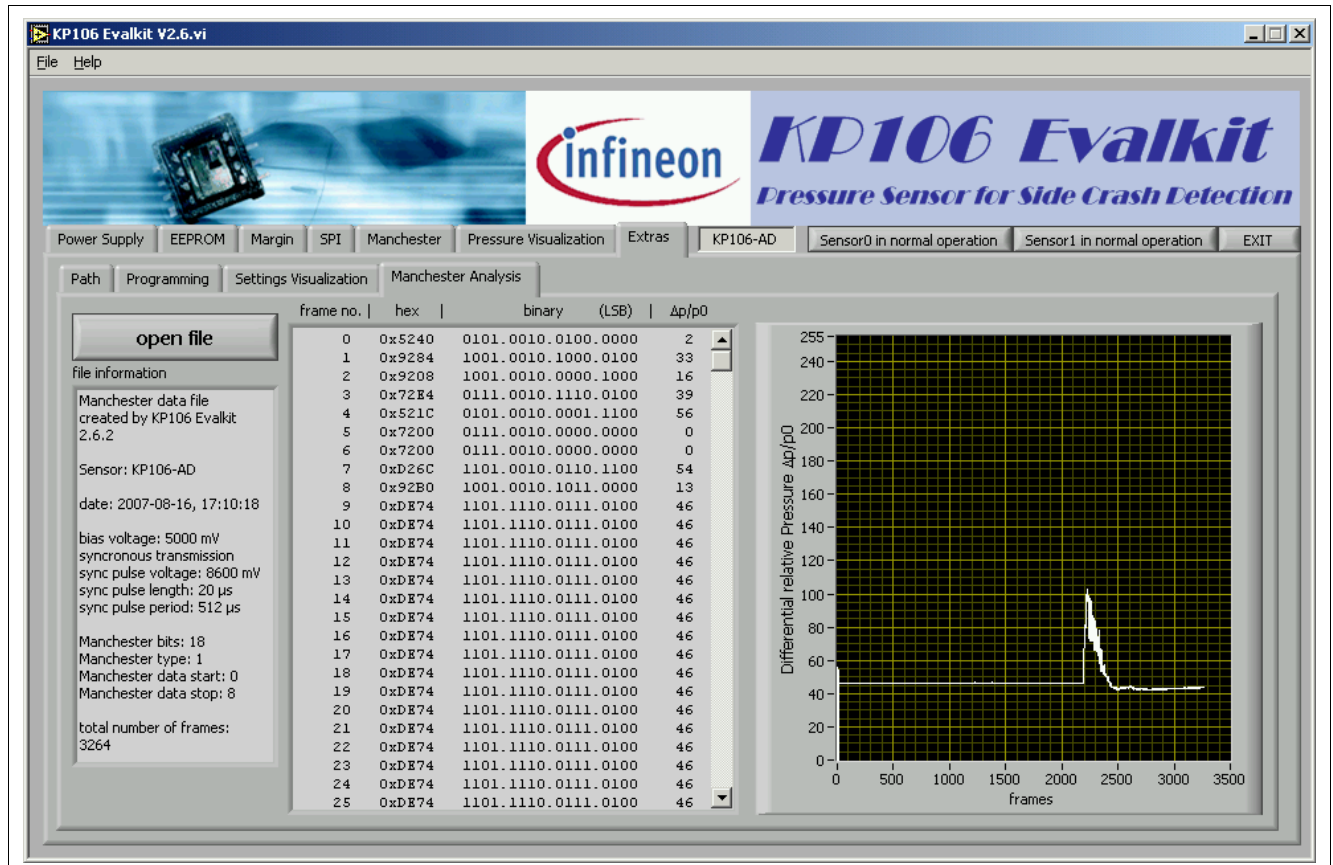 KP106 Evalkit V2.6.vi
File Help
infineon
KP106 Evalkit
Pressure Sensor for Side Crash Detection
Power Supply EEPROM Margin SPI Manchester Pressure Visualization Extras KP106-AD Sensor0 in normal operation Sensor1 in normal operation EXIT
Path Programming Settings Visualization Manchester Analysis
open file
file information
Manchester data file
created by KP106 Evalkit
2.6.2
Sensor: KP106-AD
date: 2007-08-16, 17:10:18
bias voltage: 5000 mV
syncronous transmission
sync pulse voltage: 8600 mV
sync pulse length: 20 µs
sync pulse period: 512 µs
Manchester bits: 18
Manchester type: 1
Manchester data start: 0
Manchester data stop: 8
total number of frames:
3264
frame no. | hex | binary (LSB) | Δp/p0
0 0x5240 0101.0010.0100.0000 2
1 0x9284 1001.0010.1000.0100 33
2 0x9208 1001.0010.0000.1000 16
3 0x72E4 0111.0010.1110.0100 39
4 0x521C 0101.0010.0001.1100 56
5 0x7200 0111.0010.0000.0000 0
6 0x7200 0111.0010.0000.0000 0
7 0xD26C 1101.0010.0110.1100 54
8 0x92B0 1001.0010.1011.0000 13
9 0xDE74 1101.1110.0111.0100 46
10 0xDE74 1101.1110.0111.0100 46
11 0xDE74 1101.1110.0111.0100 46
12 0xDE74 1101.1110.0111.0100 46
13 0xDE74 1101.1110.0111.0100 46
14 0xDE74 1101.1110.0111.0100 46
15 0xDE74 1101.1110.0111.0100 46
16 0xDE74 1101.1110.0111.0100 46
17 0xDE74 1101.1110.0111.0100 46
18 0xDE74 1101.1110.0111.0100 46
19 0xDE74 1101.1110.0111.0100 46
20 0xDE74 1101.1110.0111.0100 46
21 0xDE74 1101.1110.0111.0100 46
22 0xDE74 1101.1110.0111.0100 46
23 0xDE74 1101.1110.0111.0100 46
24 0xDE74 1101.1110.0111.0100 46
25 0xDE74 1101.1110.0111.0100 46
Differential relative Pressure Δp/p0
255
240
220
200
180
160
140
120
100
80
60
40
20
0
0 500 1000 1500 2000 2500 3000 3500
frames